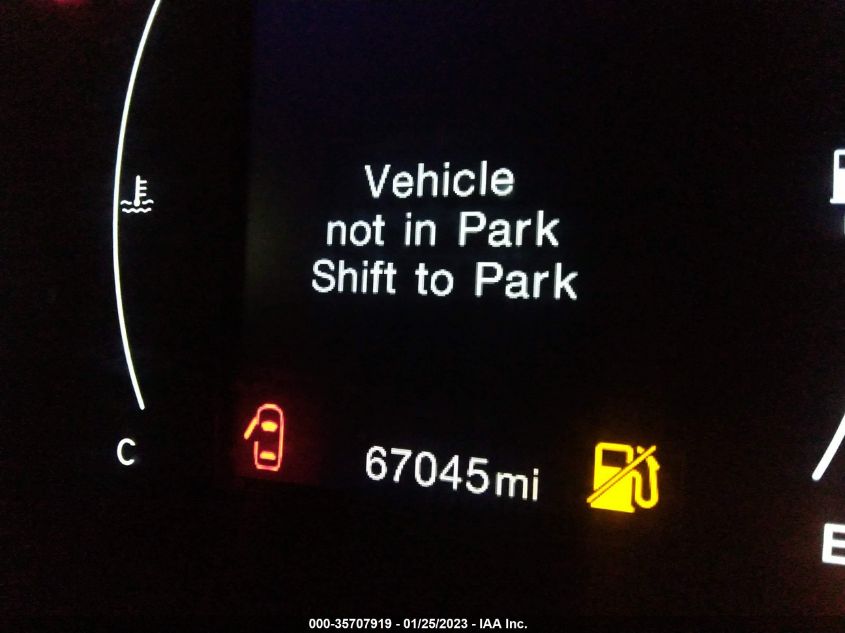 Vehicle
not in Park
Shift to Park
C
67045mi
E
000-35707919 - 01/25/2023 - IAA Inc.